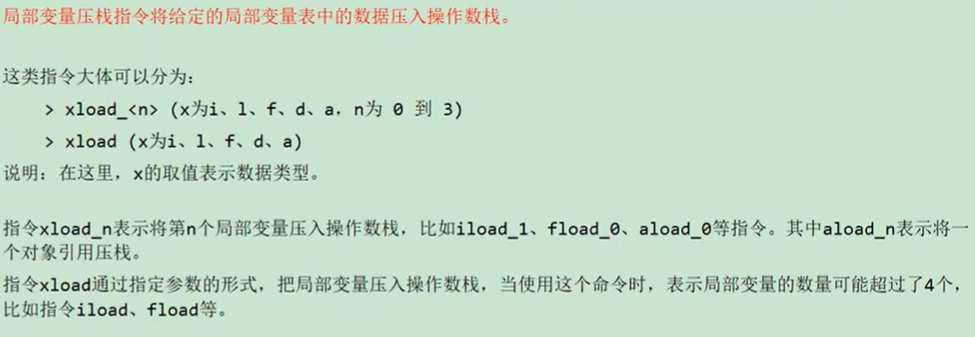 局部变量压栈指令将给定的局部变量表中的数据压入操作数栈。
这类指令大体可以分为：
> xload_<n> (x为i、l、f、d、a，n为 0 到 3)
> xload (x为i、l、f、d、a)
说明：在这里，x的取值表示数据类型。
指令xload_n表示将第n个局部变量压入操作数栈，比如iload_1、fload_0、aload_0等指令。其中aload_n表示将一
个对象引用压栈。
指令xload通过指定参数的形式，把局部变量压入操作数栈，当使用这个命令时，表示局部变量的数量可能超过了4个，
比如指令iload、fload等。